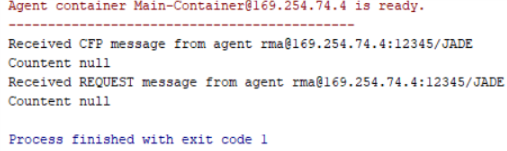 Agent container Main-Container@169.254.74.4 is ready.
--------------------------------------------
Received CFP message from agent rma@169.254.74.4:12345/JADE
Countent null
Received REQUEST message from agent rma@169.254.74.4:12345/JADE
Countent null
Process finished with exit code 1